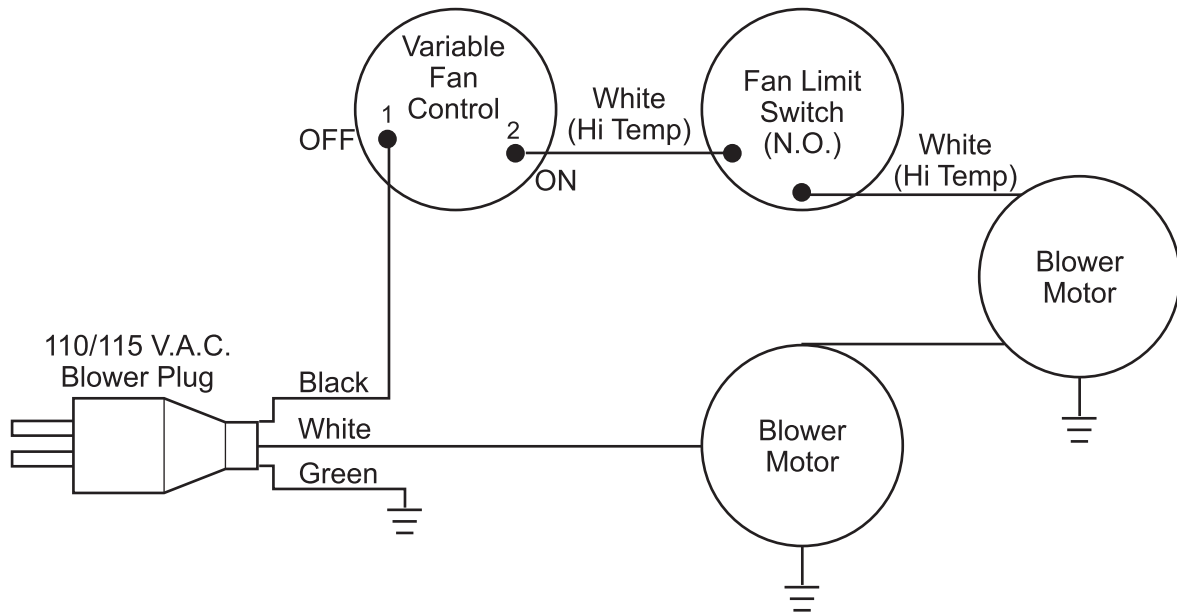 Variable
Fan
Control
1
2
OFF
ON
White
(Hi Temp)
Fan Limit
Switch
(N.O.)
White
(Hi Temp)
Blower
Motor
110/115 V.A.C.
Blower Plug
Black
White
Green
Blower
Motor